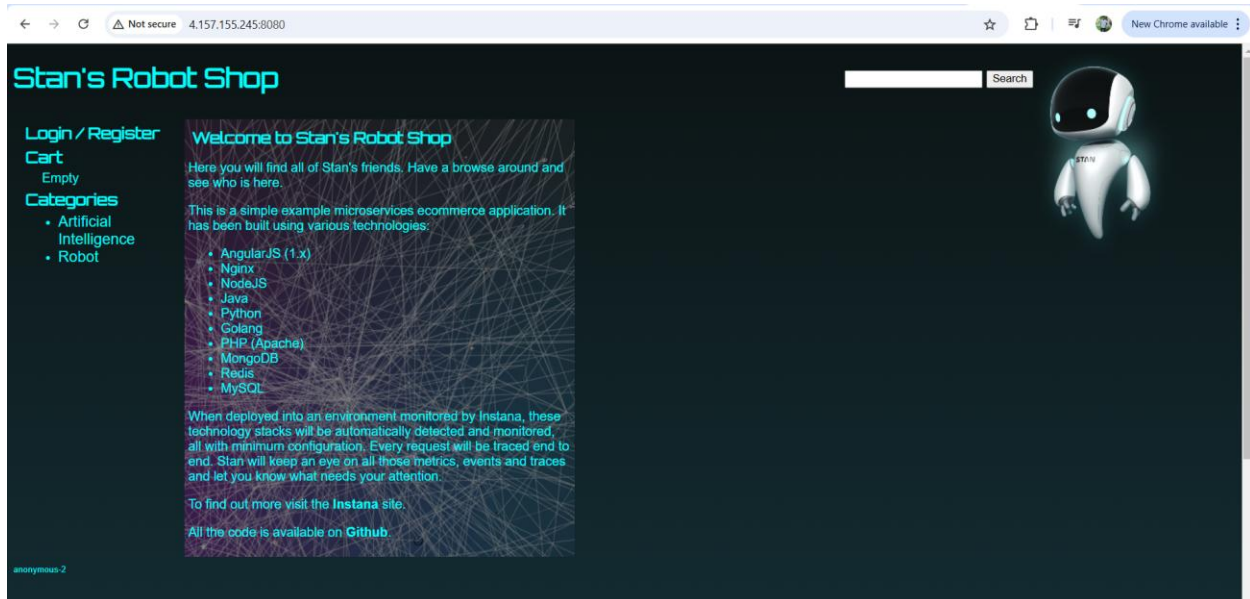 Not secure 4.157.155.245:8080
New Chrome available
Stan's Robot Shop
Search
STAN
Login / Register
Cart
Empty
Categories
• Artificial
Intelligence
• Robot
Welcome to Stan's Robot Shop
Here you will find all of Stan's friends. Have a browse around and
see who is here.
This is a simple example microservices ecommerce application. It
has been built using various technologies:
• AngularJS (1.x)
• Nginx
• NodeJS
• Java
• Python
• Golang
• PHP (Apache)
• MongoDB
• Redis
• MySQL
When deployed into an environment monitored by Instana, these
technology stacks will be automatically detected and monitored,
all with minimum configuration. Every request will be traced end to
end. Stan will keep an eye on all those metrics, events and traces
and let you know what needs your attention.
To find out more visit the Instana site.
All the code is available on Github.
anonymous-2